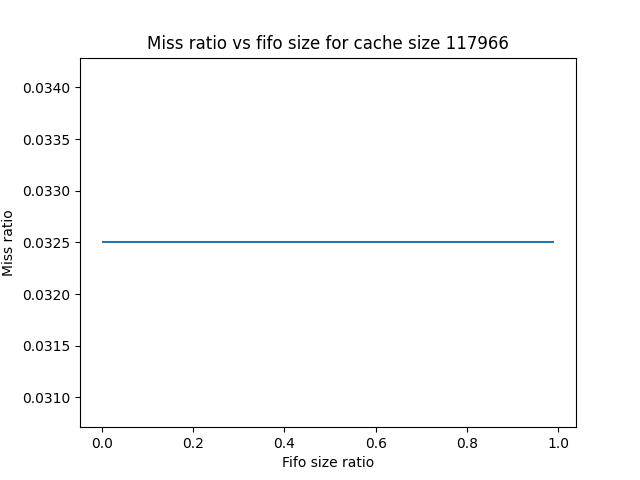 Miss ratio vs fifo size for cache size 117966
0.0340
0.0335
0.0330
0.0325
0.0320
0.0315
0.0310
Miss ratio
0.0 0.2 0.4 0.6 0.8 1.0
Fifo size ratio